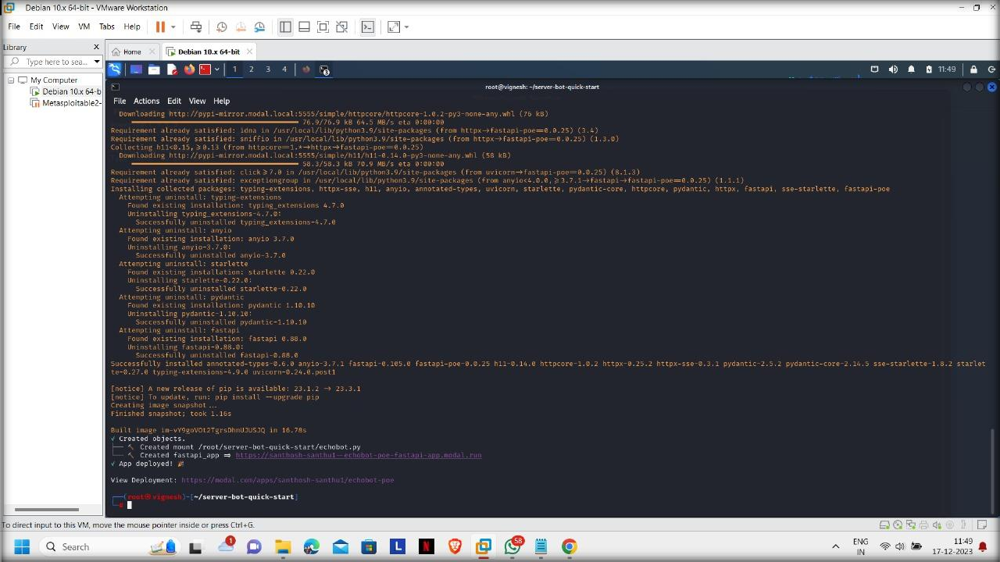 Debian 10.x 64-bit - VMware Workstation
File Edit View VM Tabs Help
Library
Type here to sea...
My Computer
Debian 10.x 64-b
Metasploitable2-
Home
Debian 10.x 64-bit
1 2 3 4
11:49
root@vignesh: ~/server-bot-quick-start
File Actions Edit View Help
Downloading http://pypi-mirror.modal.local:5555/simple/httpcore/httpcore-1.0.2-py3-none-any.whl (76 kB)
76.9/76.9 kB 64.5 MB/s eta 0:00:00
Requirement already satisfied: idna in /usr/local/lib/python3.9/site-packages (from httpx→fastapi-poe==0.0.25) (3.4)
Requirement already satisfied: sniffio in /usr/local/lib/python3.9/site-packages (from httpx→fastapi-poe==0.0.25) (1.3.0)
Collecting h11<0.15,≥0.13 (from httpcore==1.*→httpx→fastapi-poe==0.0.25)
Downloading http://pypi-mirror.modal.local:5555/simple/h11/h11-0.14.0-py3-none-any.whl (58 kB)
58.3/58.3 kB 70.9 MB/s eta 0:00:00
Requirement already satisfied: click≥7.0 in /usr/local/lib/python3.9/site-packages (from uvicorn→fastapi-poe==0.0.25) (8.1.3)
Requirement already satisfied: exceptiongroup in /usr/local/lib/python3.9/site-packages (from anyio<4.0.0,≥3.7.1→fastapi→fastapi-poe==0.0.25) (1.1.1)
Installing collected packages: typing-extensions, httpx-sse, h11, anyio, annotated-types, uvicorn, starlette, pydantic-core, httpcore, pydantic, httpx, fastapi, sse-starlette, fastapi-poe
Attempting uninstall: typing-extensions
Found existing installation: typing_extensions 4.7.0
Uninstalling typing_extensions-4.7.0:
Successfully uninstalled typing_extensions-4.7.0
Attempting uninstall: anyio
Found existing installation: anyio 3.7.0
Uninstalling anyio-3.7.0:
Successfully uninstalled anyio-3.7.0
Attempting uninstall: starlette
Found existing installation: starlette 0.22.0
Uninstalling starlette-0.22.0:
Successfully uninstalled starlette-0.22.0
Attempting uninstall: pydantic
Found existing installation: pydantic 1.10.10
Uninstalling pydantic-1.10.10:
Successfully uninstalled pydantic-1.10.10
Attempting uninstall: fastapi
Found existing installation: fastapi 0.88.0
Uninstalling fastapi-0.88.0:
Successfully uninstalled fastapi-0.88.0
Successfully installed annotated-types-0.6.0 anyio-3.7.1 fastapi-0.105.0 fastapi-poe-0.0.25 h11-0.14.0 httpcore-1.0.2 httpx-0.25.2 httpx-sse-0.3.1 pydantic-2.5.2 pydantic-core-2.14.5 sse-starlette-1.8.2 starlet
te-0.27.0 typing-extensions-4.9.0 uvicorn-0.24.0.post1
[notice] A new release of pip is available: 23.1.2 → 23.3.1
[notice] To update, run: pip install --upgrade pip
Creating image snapshot...
Finished snapshot; took 1.16s
Built image im-vY9goVOt2TgrsDhmUJUSJQ in 16.78s
√ Created objects.
├── 🔨 Created mount /root/server-bot-quick-start/echobot.py
└── 🔨 Created fastapi_app ⇒ https://santhosh-santhu1--echobot-poe-fastapi-app.modal.run
√ App deployed! 🎉
View Deployment: https://modal.com/apps/santhosh-santhu1/echobot-poe
┌──(root㉿vignesh)-[~/server-bot-quick-start]
└─#
To direct input to this VM, move the mouse pointer inside or press Ctrl+G.
Search
1
L
N
58
ENG
IN
11:49
17-12-2023